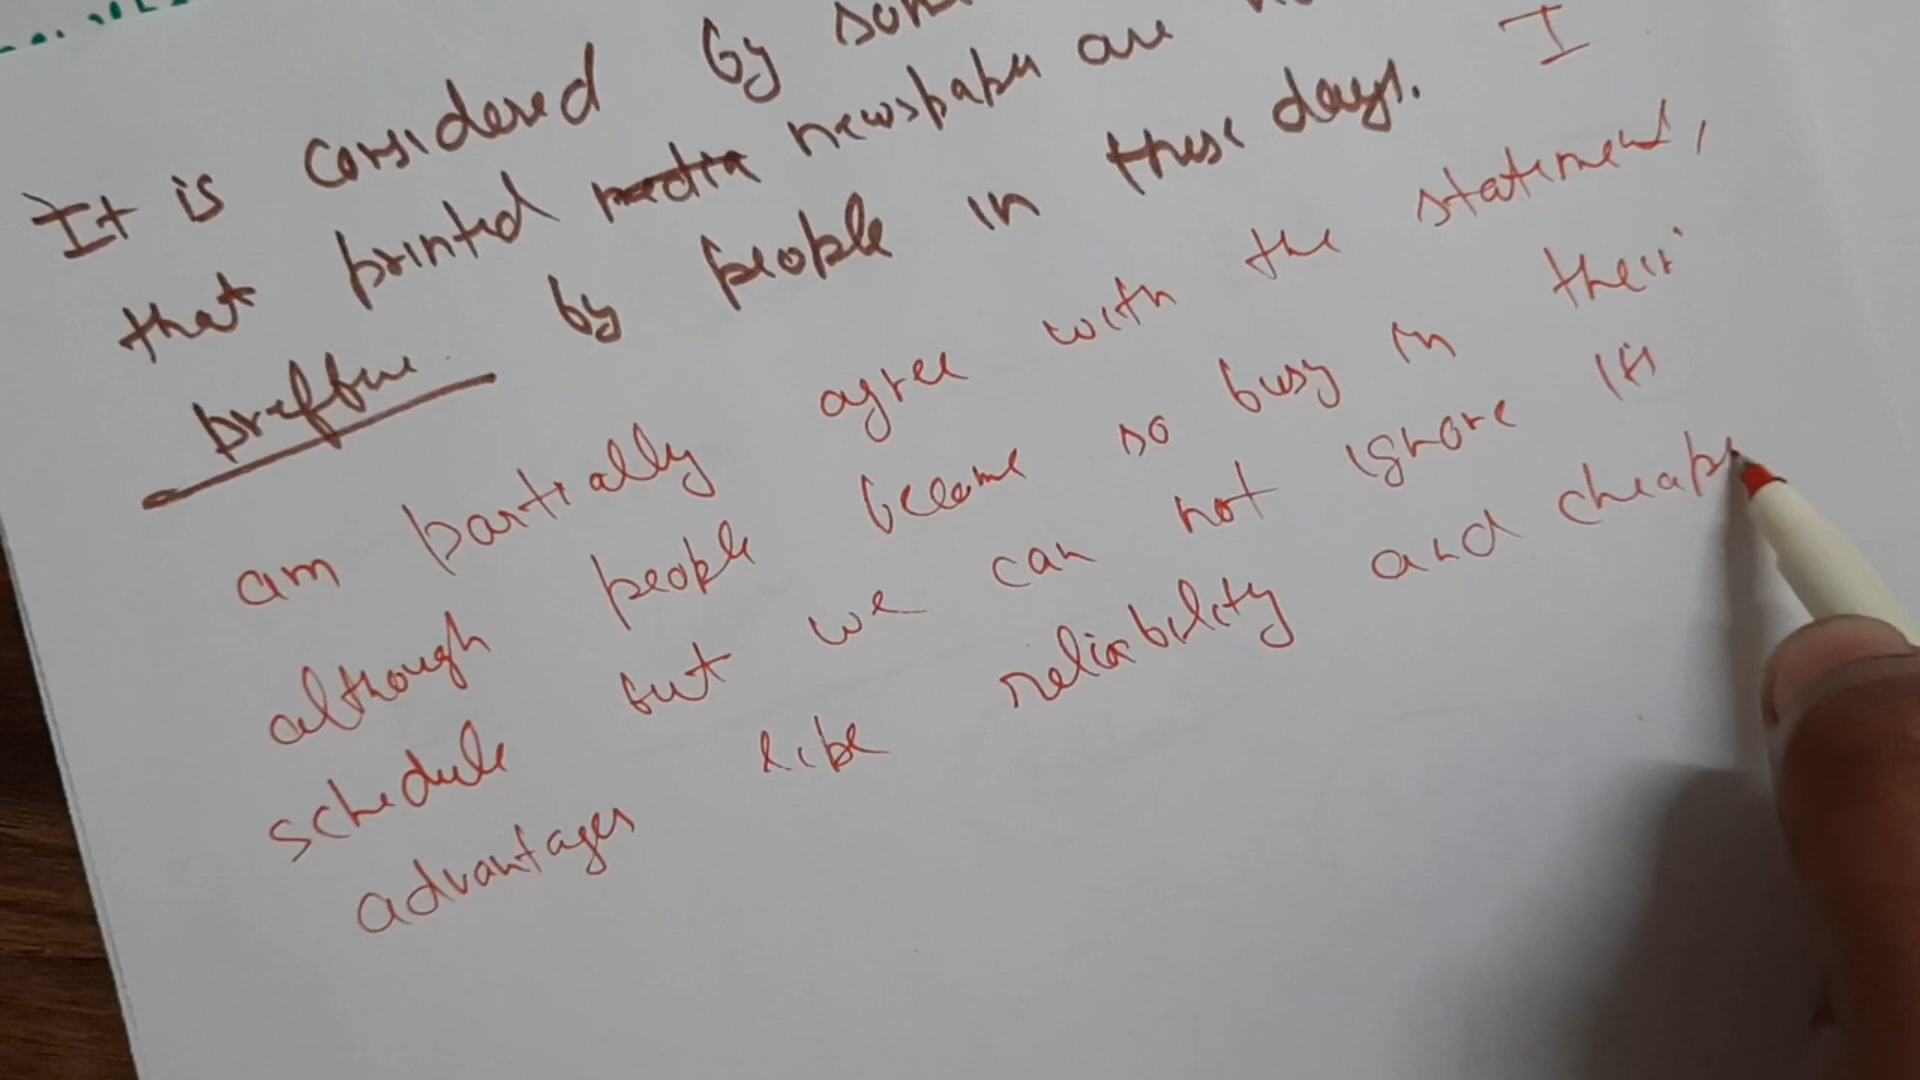 It is considered by
that printed media newspaper are
by people in these days. I
am partially agree with the statement,
although people become so busy in their
schedule but we can not ignore its
advantages like reliability and cheap